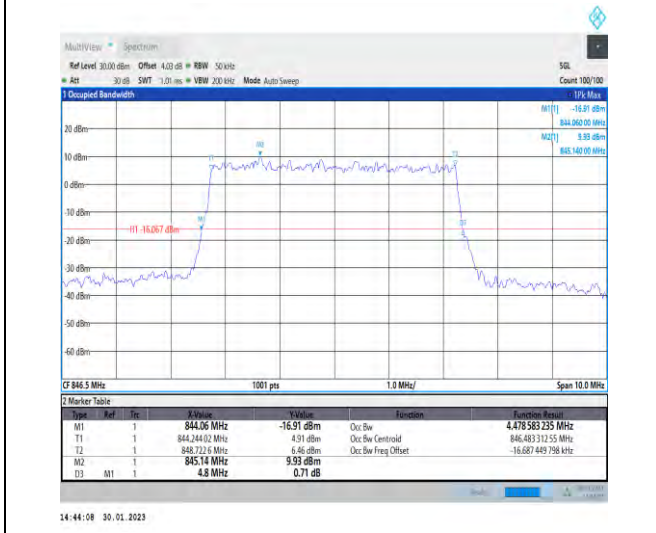 MultiView Spectrum
Ref Level 30.00 dBm Offset 4.03 dB RBW 50 kHz SGL
Att 30 dB SWT 1.01 ms VBW 200 kHz Mode Auto Sweep Count 100/100
1 Occupied Bandwidth 1Pk Max
M1[1] -16.91 dBm
844.060 00 MHz
M2[1] 9.93 dBm
845.140 00 MHz
20 dBm
10 dBm
0 dBm
-10 dBm
H1 -16.067 dBm
-20 dBm
-30 dBm
-40 dBm
-50 dBm
-60 dBm
M2
T1
T2
M1
D3
CF 846.5 MHz 1001 pts 1.0 MHz/ Span 10.0 MHz
2 Marker Table
Type Ref Trc X-Value Y-Value Function Function Result
M1 1 844.06 MHz -16.91 dBm Occ Bw 4.478 583 235 MHz
T1 1 844.244 02 MHz 4.91 dBm Occ Bw Centroid 846.483 312 55 MHz
T2 1 848.722 6 MHz 6.46 dBm Occ Bw Freq Offset -16.687 449 798 kHz
M2 1 845.14 MHz 9.93 dBm
D3 M1 1 4.8 MHz 0.71 dB
14:44:08 30.01.2023